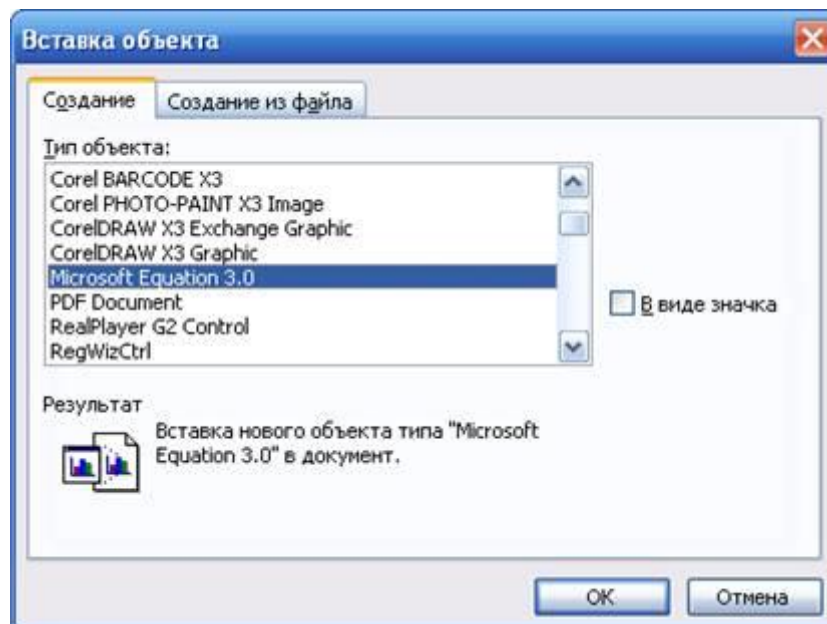 Вставка объекта
Создание
Создание из файла
Тип объекта:
Corel BARCODE X3
Corel PHOTO-PAINT X3 Image
CorelDRAW X3 Exchange Graphic
CorelDRAW X3 Graphic
Microsoft Equation 3.0
PDF Document
RealPlayer G2 Control
RegWizCtrl
В виде значка
Результат
Вставка нового объекта типа "Microsoft
Equation 3.0" в документ.
ОК
Отмена